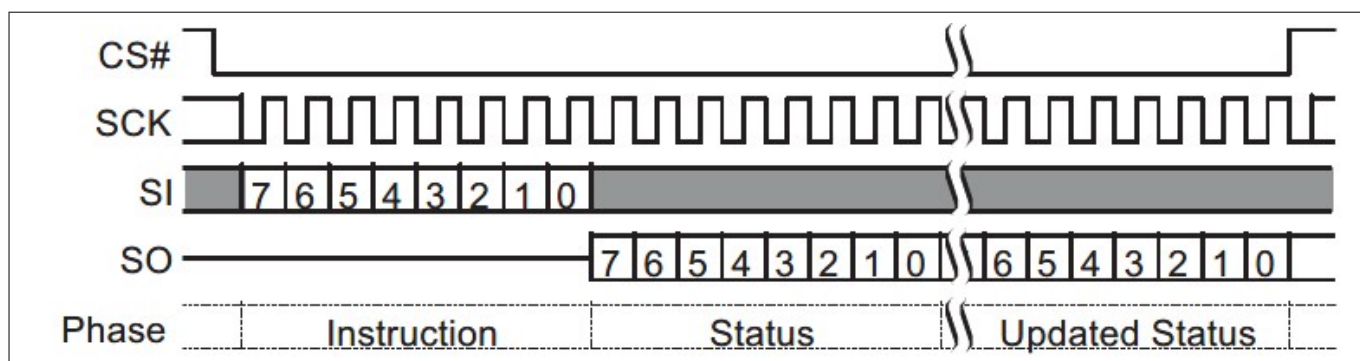 CS#
SCK
SI 7 6 5 4 3 2 1 0
SO 7 6 5 4 3 2 1 0 6 5 4 3 2 1 0
Phase Instruction Status Updated Status